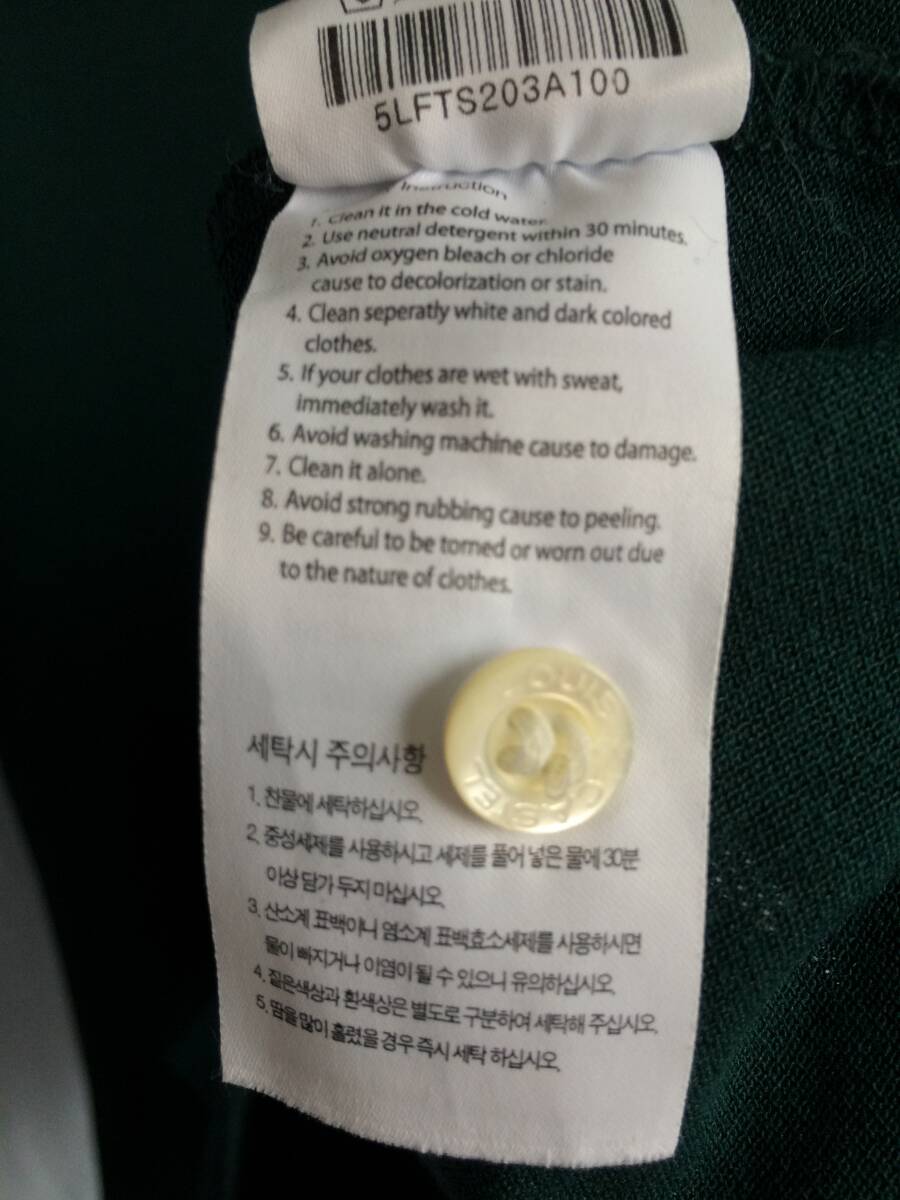 5LFTS203A100
Instruction
1. Clean it in the cold water.
2. Use neutral detergent within 30 minutes.
3. Avoid oxygen bleach or chloride
cause to decolorization or stain.
4. Clean seperatly white and dark colored
clothes.
5. If your clothes are wet with sweat,
immediately wash it.
6. Avoid washing machine cause to damage.
7. Clean it alone.
8. Avoid strong rubbing cause to peeling.
9. Be careful to be torned or worn out due
to the nature of clothes.
LOUIS
CASTEL
세탁시 주의사항
1. 찬물에 세탁하십시오.
2. 중성세제를 사용하시고 세제를 풀어 넣은 물에 30분
이상 담가 두지 마십시오.
3. 산소계 표백이니 염소계 표백효소세제를 사용하시면
물이 빠지거나 이염이 될 수 있으니 유의하십시오.
4. 짙은색상과 흰색상은 별도로 구분하여 세탁해 주십시오.
5. 땀을 많이 흘렸을 경우 즉시 세탁 하십시오.